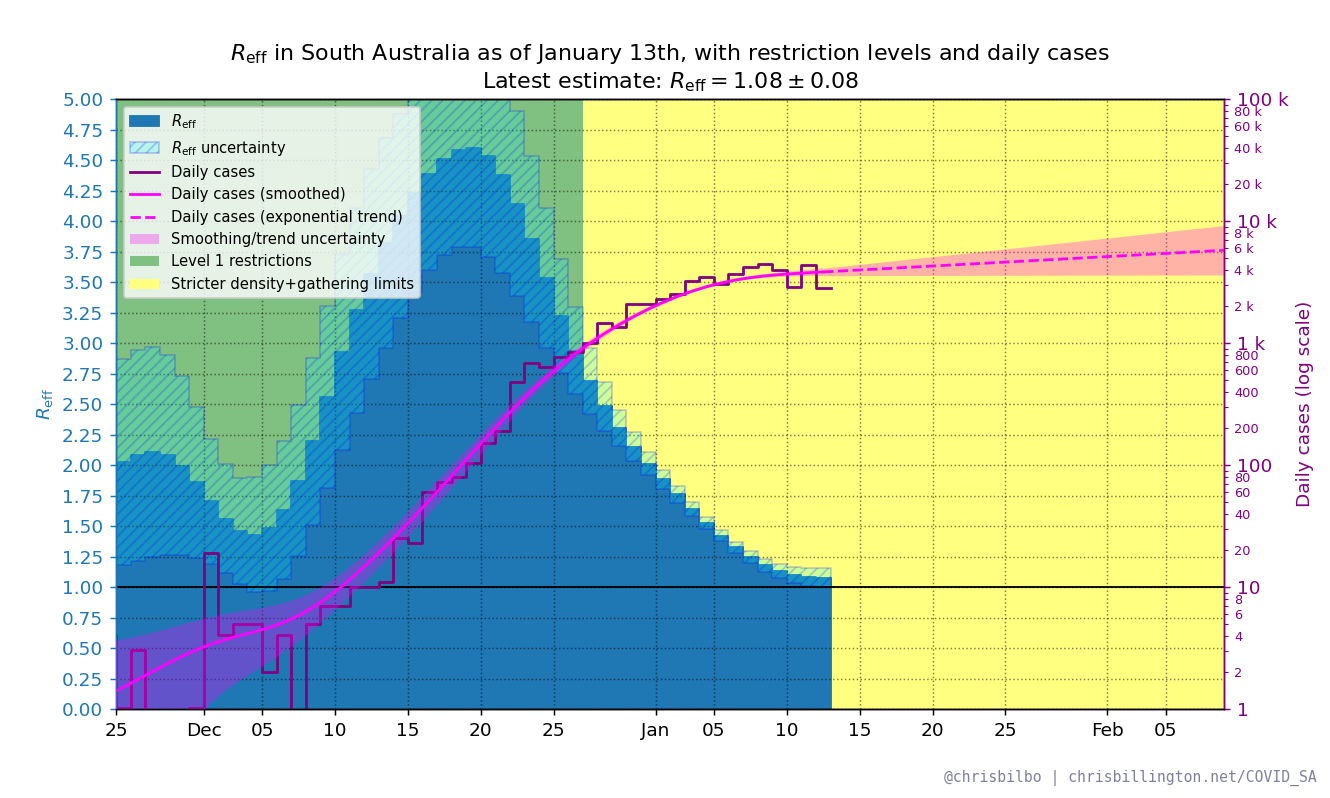 R_eff in South Australia as of January 13th, with restriction levels and daily cases
Latest estimate: R_eff = 1.08 ± 0.08
R_eff
R_eff uncertainty
Daily cases
Daily cases (smoothed)
Daily cases (exponential trend)
Smoothing/trend uncertainty
Level 1 restrictions
Stricter density+gathering limits
R_eff
5.00
4.75
4.50
4.25
4.00
3.75
3.50
3.25
3.00
2.75
2.50
2.25
2.00
1.75
1.50
1.25
1.00
0.75
0.50
0.25
0.00
100 k
80 k
60 k
40 k
20 k
10 k
8 k
6 k
4 k
2 k
1 k
800
600
400
200
100
80
60
40
20
10
8
6
4
2
1
Daily cases (log scale)
25 Dec 05 10 15 20 25 Jan 05 10 15 20 25 Feb 05
@chrisbilbo | chrisbillington.net/COVID_SA